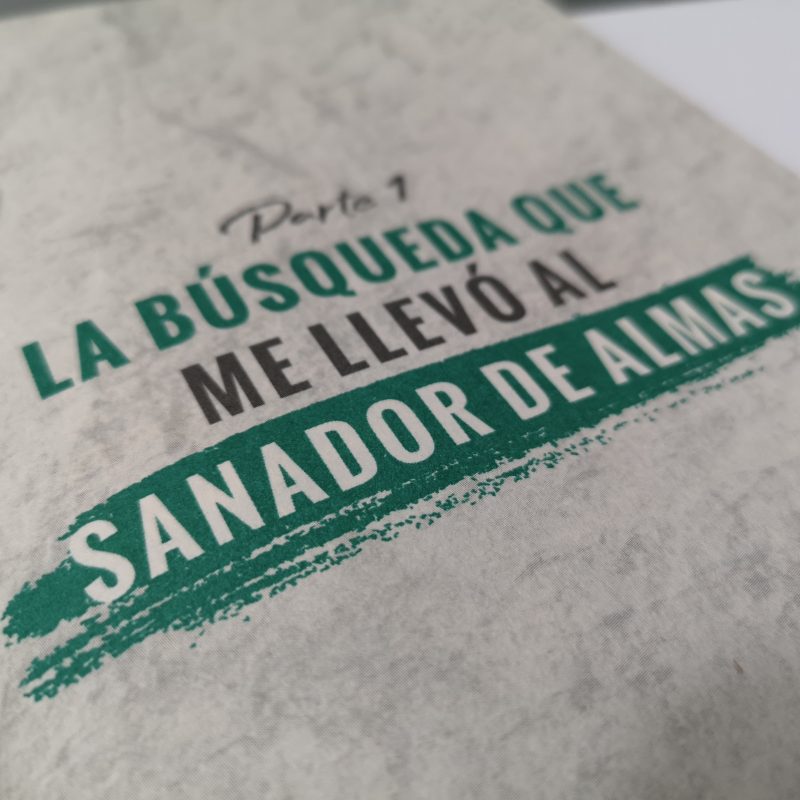 Parte 1
LA BÚSQUEDA QUE
ME LLEVÓ AL
SANADOR DE ALMAS